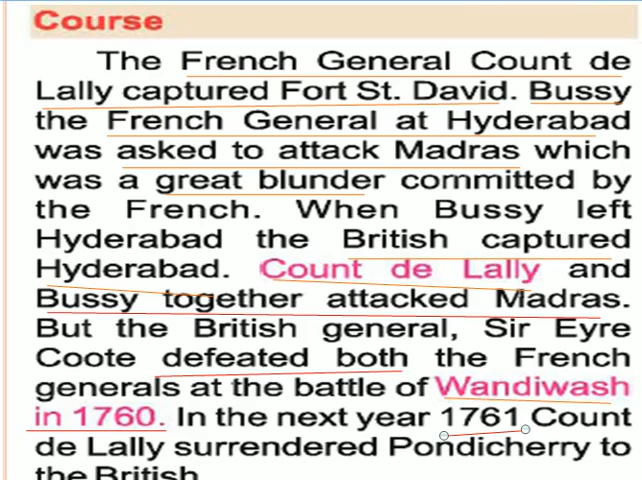 Course
The French General Count de
Lally captured Fort St. David. Bussy
the French General at Hyderabad
was asked to attack Madras which
was a great blunder committed by
the French. When Bussy left
Hyderabad the British captured
Hyderabad. Count de Lally and
Bussy together attacked Madras.
But the British general, Sir Eyre
Coote defeated both the French
generals at the battle of Wandiwash
in 1760. In the next year 1761 Count
de Lally surrendered Pondicherry to
the British.